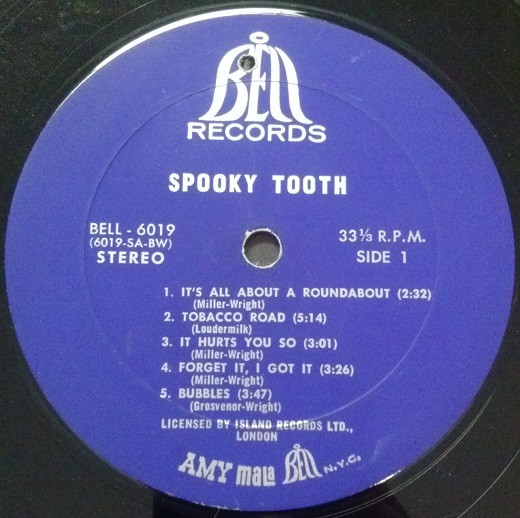 BELL
RECORDS
SPOOKY TOOTH
BELL - 6019
(6019-SA-BW)
STEREO
33⅓ R.P.M.
SIDE 1
1. IT'S ALL ABOUT A ROUNDABOUT (2:32)
(Miller-Wright)
2. TOBACCO ROAD (5:14)
(Loudermilk)
3. IT HURTS YOU SO (3:01)
(Miller-Wright)
4. FORGET IT, I GOT IT (3:26)
(Miller-Wright)
5. BUBBLES (3:47)
(Grosvenor-Wright)
LICENSED BY ISLAND RECORDS LTD.,
LONDON
AMY mala BELL N.Y.C.